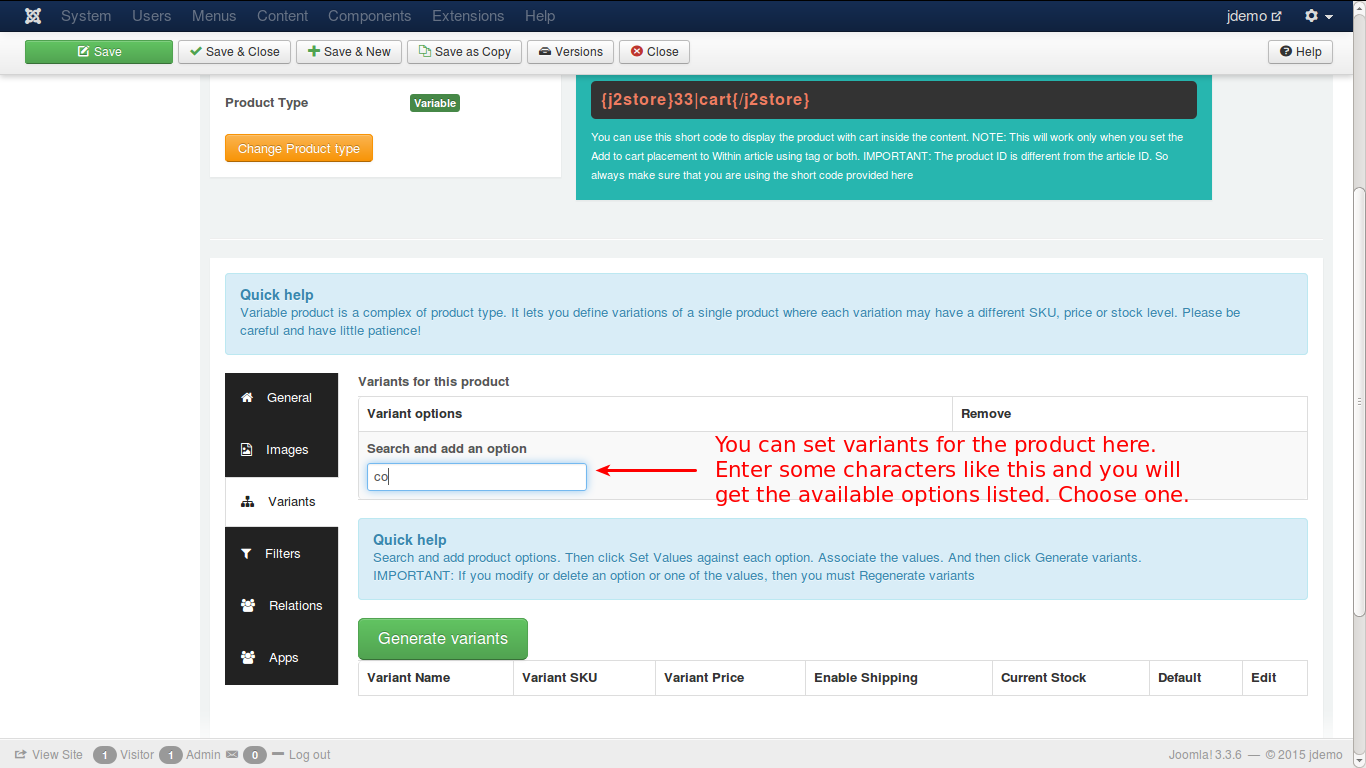 System Users Menus Content Components Extensions Help jdemo
Save Save & Close Save & New Save as Copy Versions Close Help
Product Type Variable
Change Product type
{j2store}33|cart{/j2store}
You can use this short code to display the product with cart inside the content. NOTE: This will work only when you set the
Add to cart placement to Within article using tag or both. IMPORTANT: The product ID is different from the article ID. So
always make sure that you are using the short code provided here
Quick help
Variable product is a complex of product type. It lets you define variations of a single product where each variation may have a different SKU, price or stock level. Please be
careful and have little patience!
General
Images
Variants
Filters
Relations
Apps
Variants for this product
Variant options Remove
Search and add an option
co
You can set variants for the product here.
Enter some characters like this and you will
get the available options listed. Choose one.
Quick help
Search and add product options. Then click Set Values against each option. Associate the values. And then click Generate variants.
IMPORTANT: If you modify or delete an option or one of the values, then you must Regenerate variants
Generate variants
Variant Name Variant SKU Variant Price Enable Shipping Current Stock Default Edit
View Site 1 Visitor 1 Admin 0 Log out Joomla! 3.3.6 — © 2015 jdemo